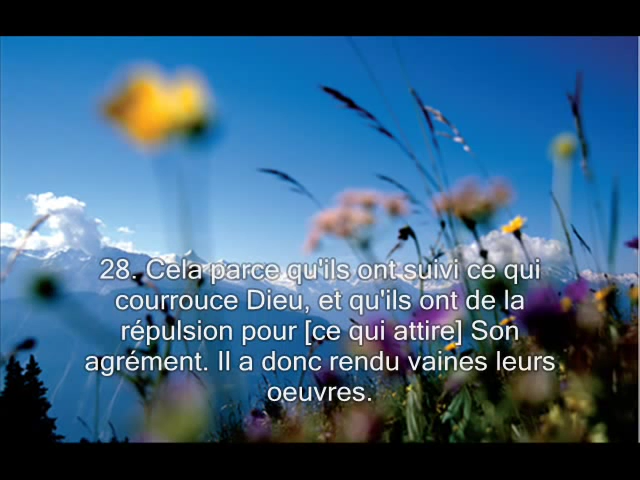 28. Cela parce qu'ils ont suivi ce qui
courrouce Dieu, et qu'ils ont de la
répulsion pour [ce qui attire] Son
agrément. Il a donc rendu vaines leurs
oeuvres.